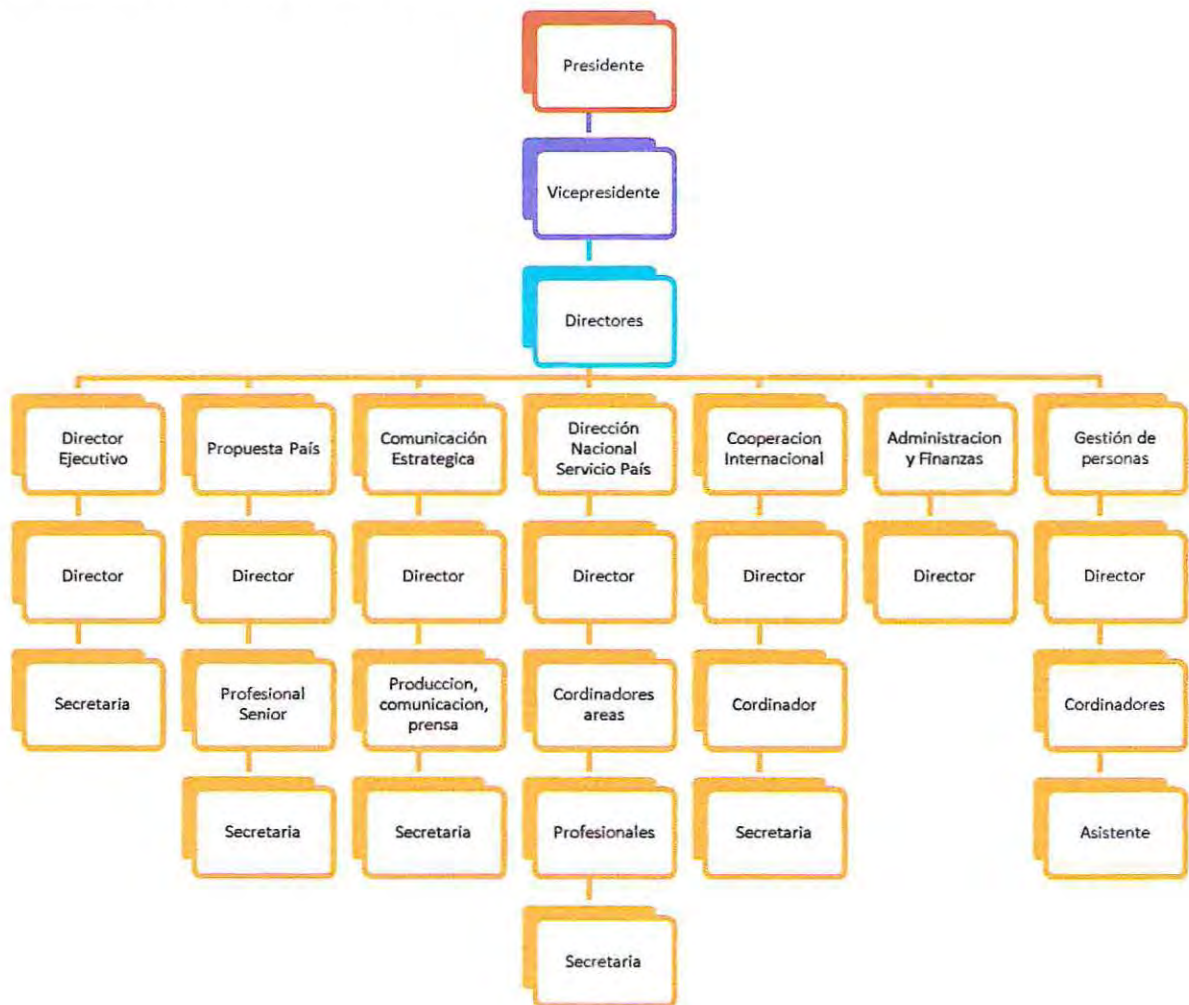 Presidente
Vicepresidente
Directores
Director
Ejecutivo
Propuesta País
Comunicación
Estrategica
Dirección
Nacional
Servicio País
Cooperacion
Internacional
Administracion
y Finanzas
Gestión de
personas
Director
Director
Director
Director
Director
Director
Director
Secretaria
Profesional
Senior
Produccion,
comunicacion,
prensa
Cordinadores
areas
Cordinador
Cordinadores
Secretaria
Secretaria
Profesionales
Secretaria
Asistente
Secretaria